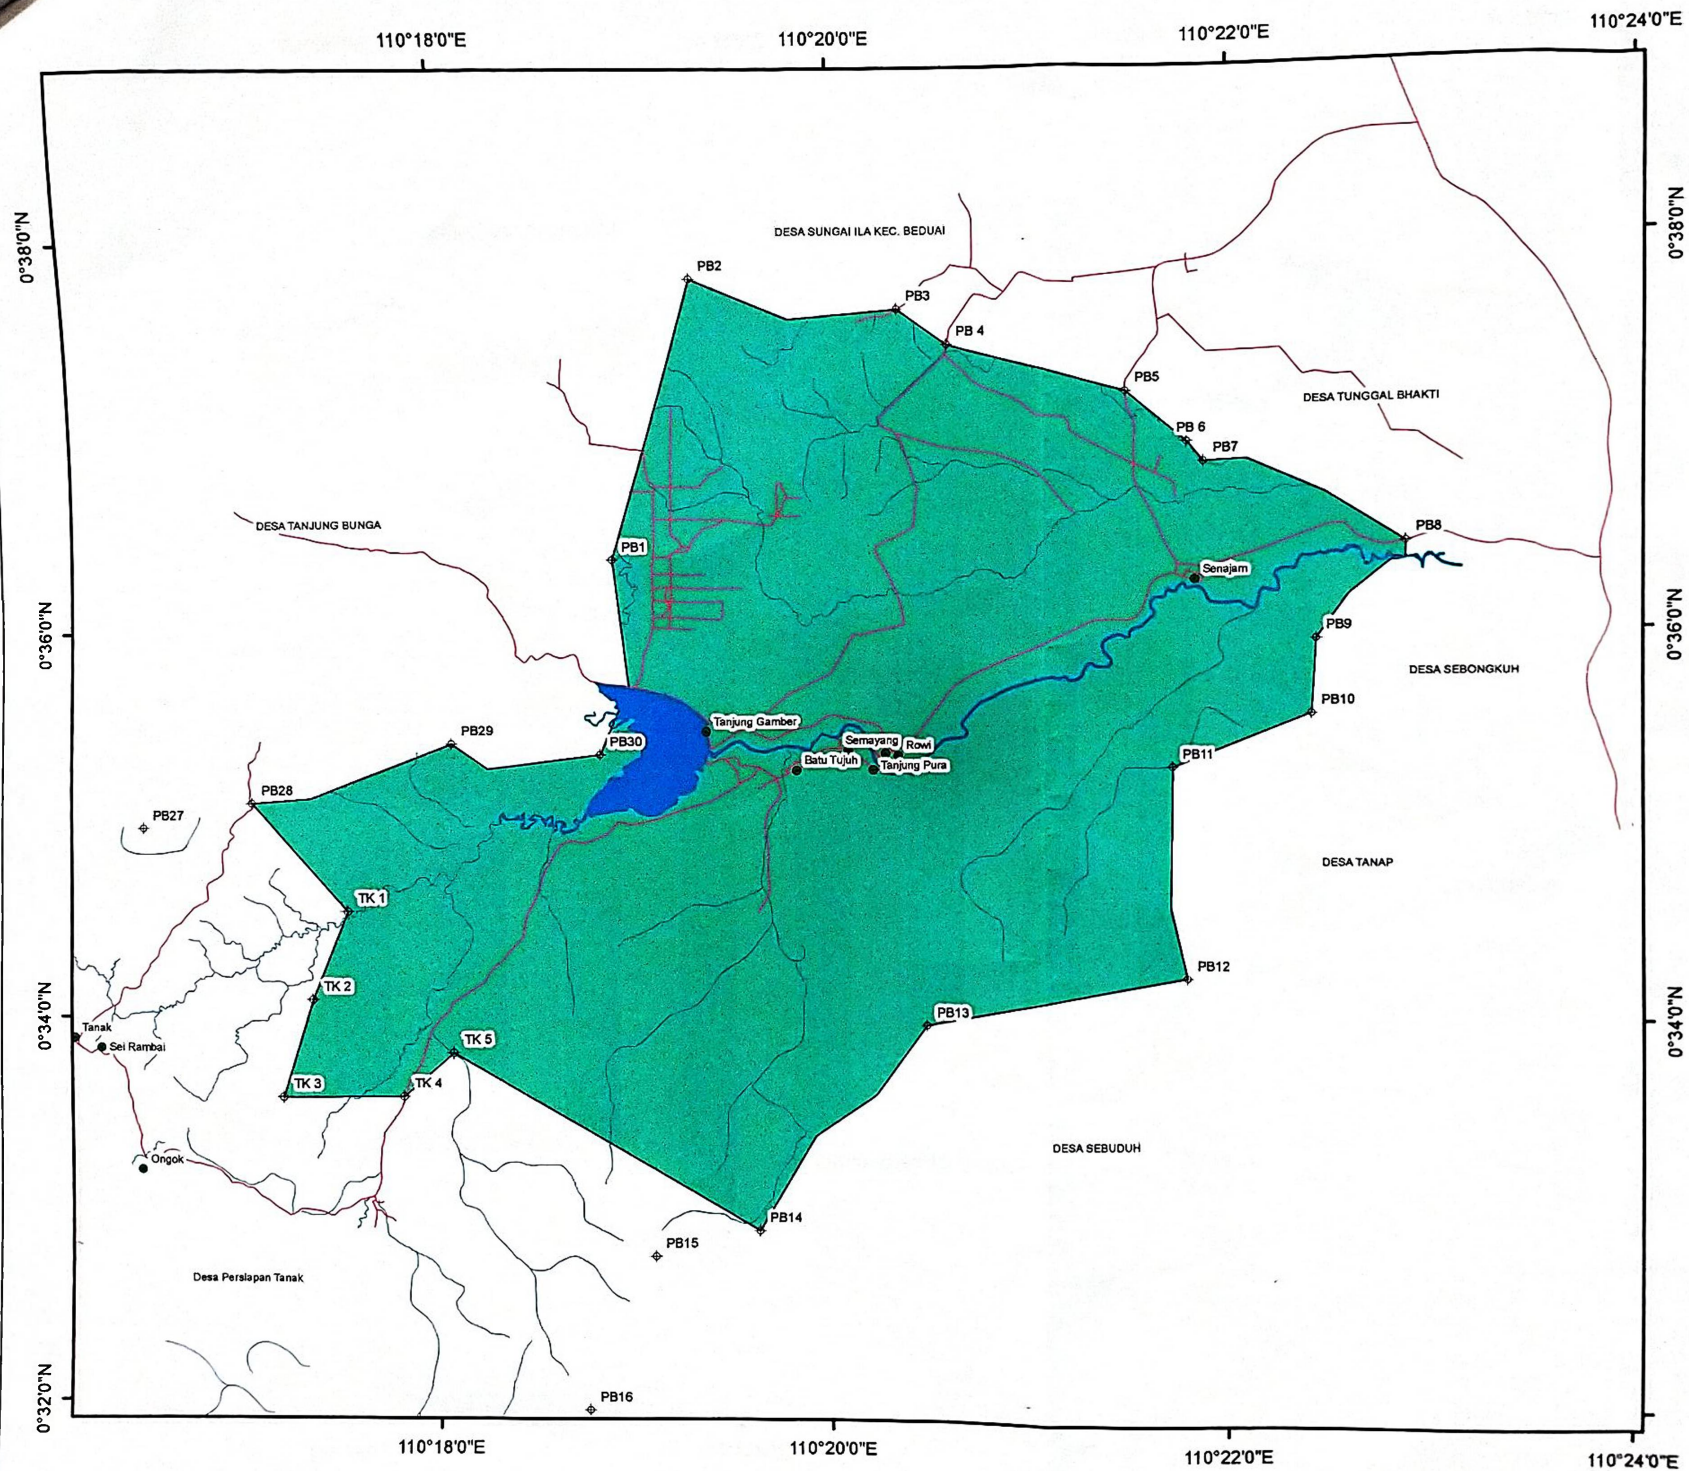 110°18'0"E
110°20'0"E
110°22'0"E
110°24'0"E
0°38'0"N
0°38'0"N
DESA SUNGAI ILA KEC. BEDUAI
PB2
PB3
PB 4
PB5
DESA TUNGGAL BHAKTI
PB 6
PB7
DESA TANJUNG BUNGA
PB8
PB1
Senajam
0°36'0"N
0°36'0"N
PB9
DESA SEBONGKUH
PB10
Tanjung Gamber
PB29
PB30
Semayang
Rowi
Batu Tujuh
Tanjung Pura
PB11
PB28
PB27
DESA TANAP
TK 1
PB12
TK 2
0°34'0"N
0°34'0"N
PB13
Tanak
Sei Rambai
TK 5
TK 3
TK 4
DESA SEBUDUH
Ongok
PB14
PB15
Desa Persiapan Tanak
0°32'0"N
PB16
110°18'0"E
110°20'0"E
110°22'0"E
110°24'0"E